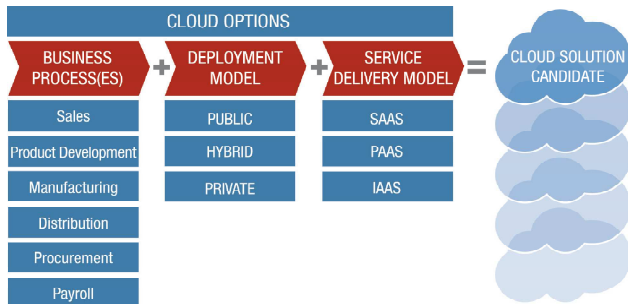 CLOUD OPTIONS
BUSINESS
PROCESS(ES)
+
DEPLOYMENT
MODEL
+
SERVICE
DELIVERY MODEL
=
CLOUD SOLUTION
CANDIDATE
Sales
Product Development
Manufacturing
Distribution
Procurement
Payroll
PUBLIC
HYBRID
PRIVATE
SAAS
PAAS
IAAS